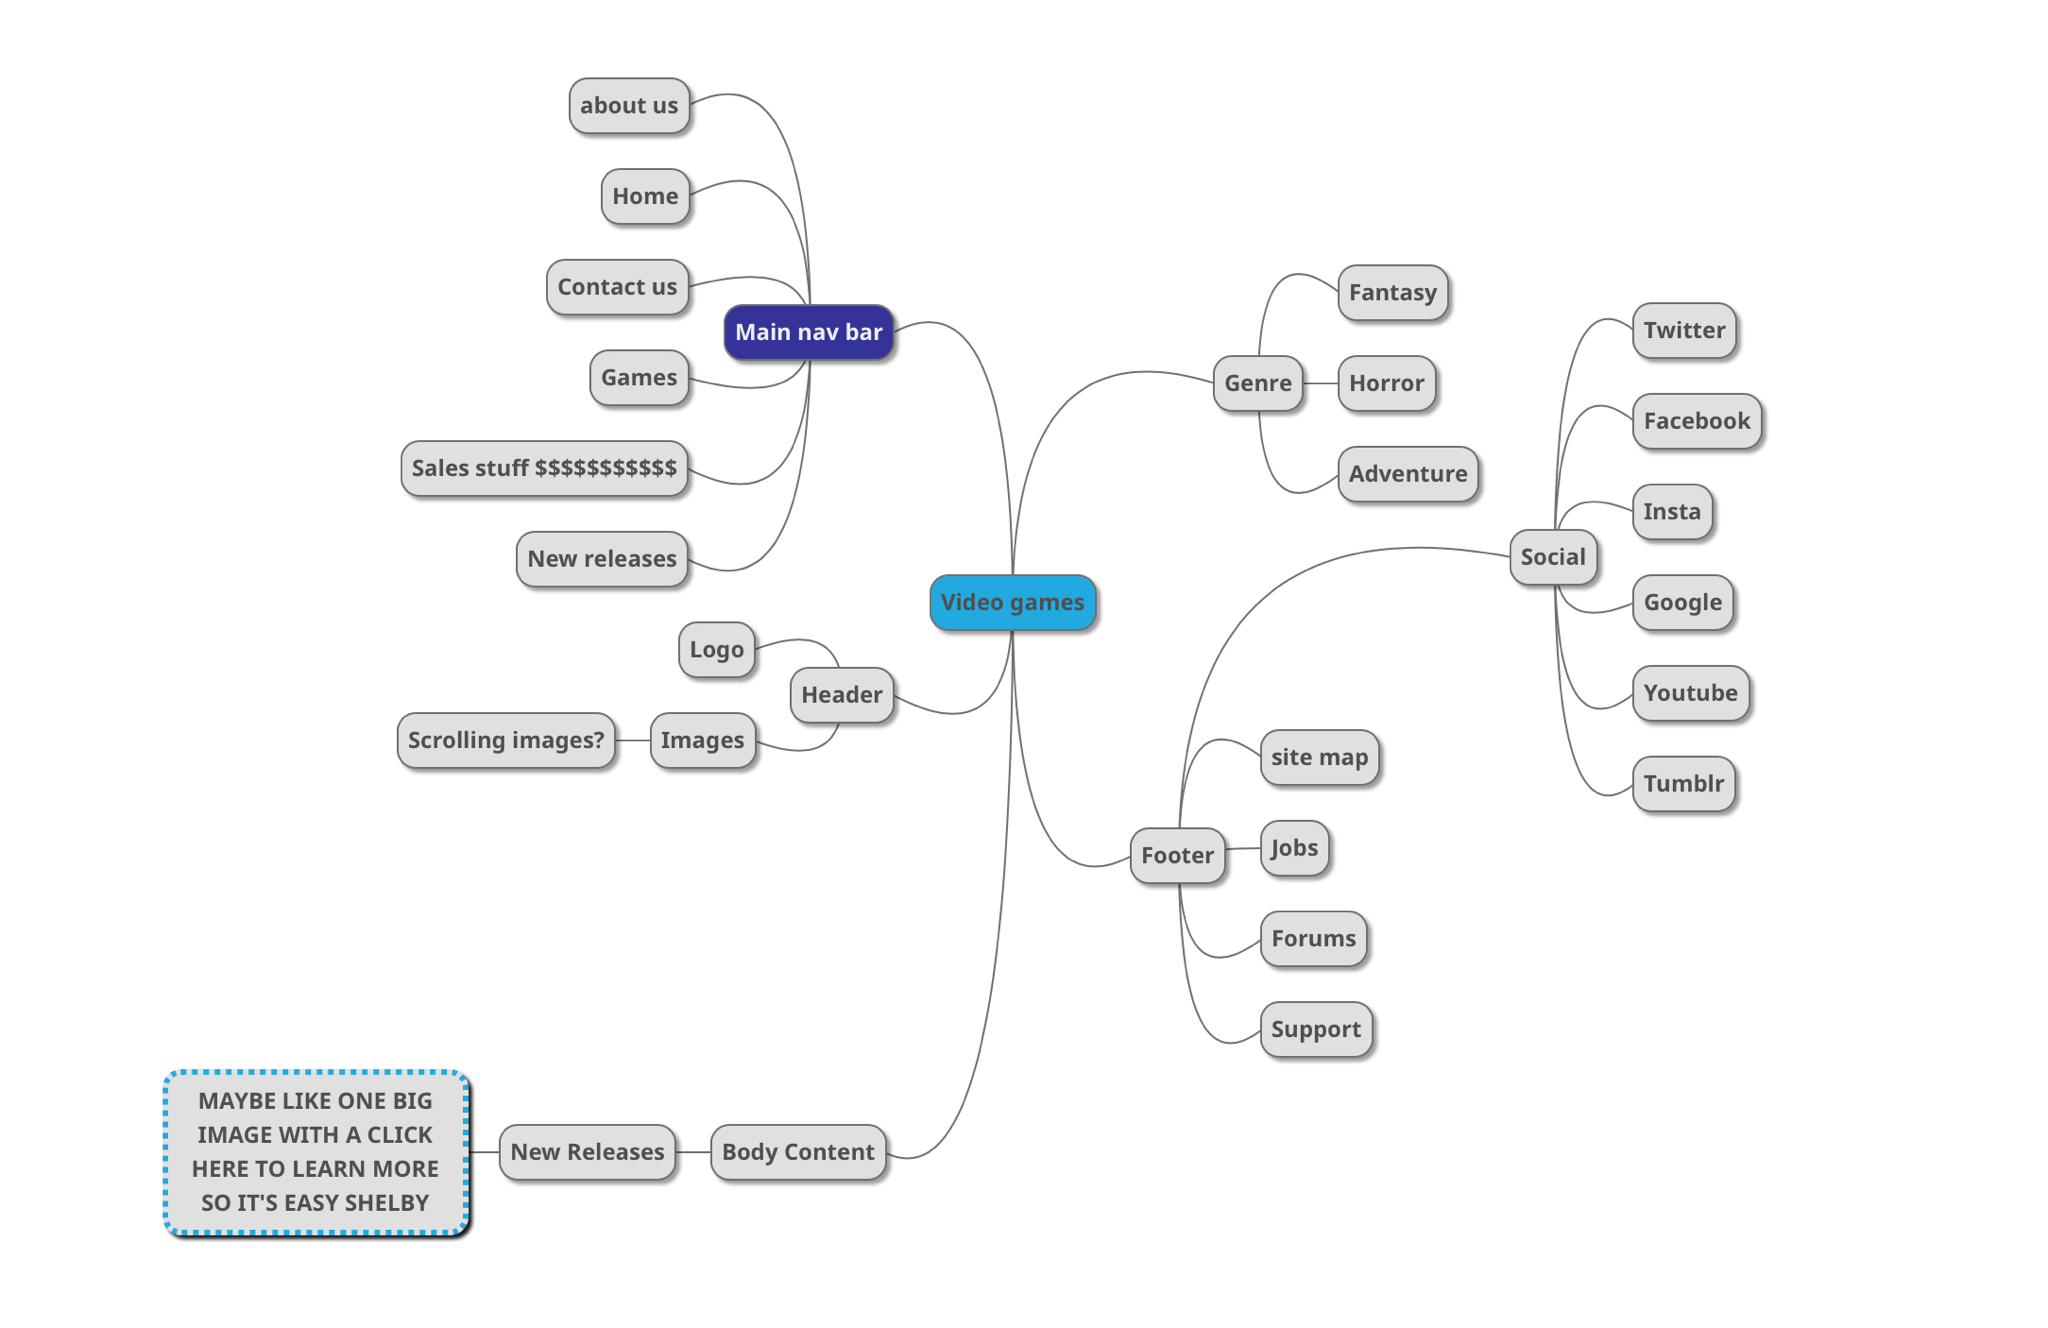 about us
Home
Contact us
Main nav bar
Games
Sales stuff $$$$$$$$$$$
New releases
Logo
Header
Images
Scrolling images?
Video games
Genre
Fantasy
Horror
Adventure
Social
Twitter
Facebook
Insta
Google
Youtube
Tumblr
Footer
site map
Jobs
Forums
Support
Body Content
New Releases
MAYBE LIKE ONE BIG
IMAGE WITH A CLICK
HERE TO LEARN MORE
SO IT'S EASY SHELBY